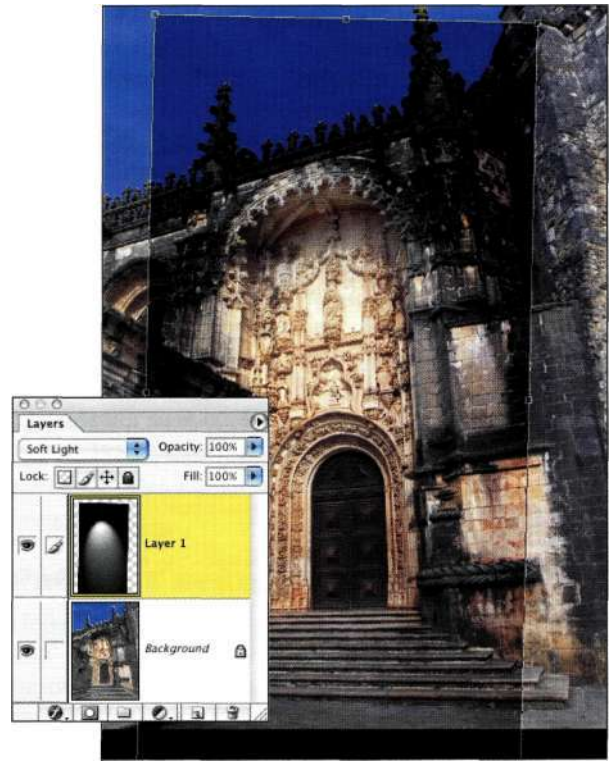 Layers
Soft Light Opacity: 100%
Lock: Fill: 100%
Layer 1
Background